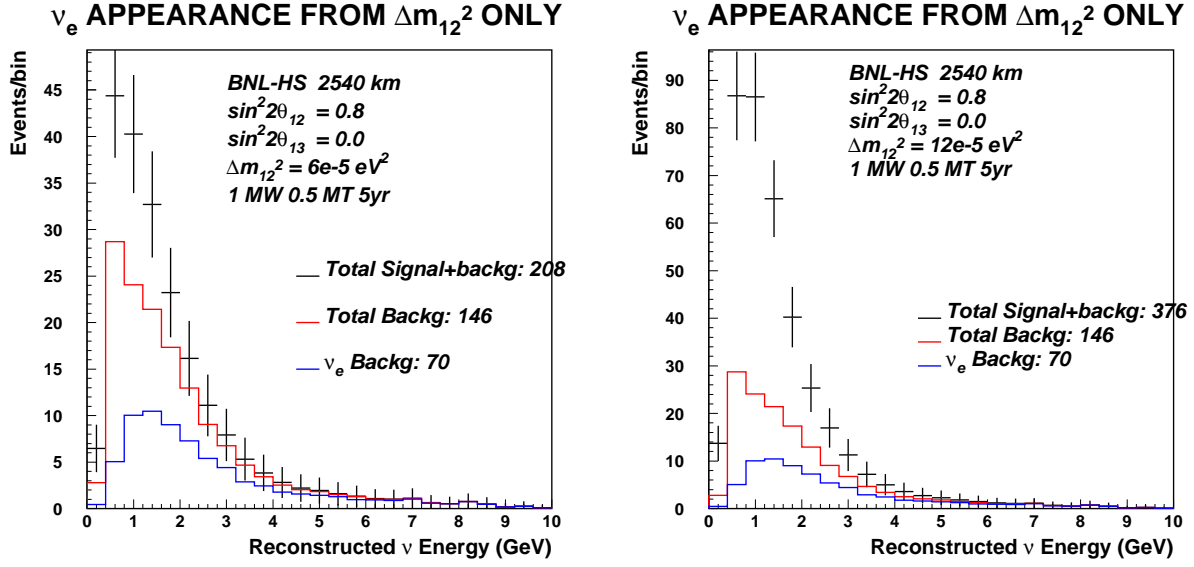 νe APPEARANCE FROM Δm12² ONLY
Events/bin
BNL-HS 2540 km
sin²2θ12 = 0.8
sin²2θ13 = 0.0
Δm12² = 6e-5 eV²
1 MW 0.5 MT 5yr
Total Signal+backg: 208
Total Backg: 146
νe Backg: 70
45
40
35
30
25
20
15
10
5
0
0 1 2 3 4 5 6 7 8 9 10
Reconstructed ν Energy (GeV)
νe APPEARANCE FROM Δm12² ONLY
Events/bin
BNL-HS 2540 km
sin²2θ12 = 0.8
sin²2θ13 = 0.0
Δm12² = 12e-5 eV²
1 MW 0.5 MT 5yr
Total Signal+backg: 376
Total Backg: 146
νe Backg: 70
90
80
70
60
50
40
30
20
10
0
0 1 2 3 4 5 6 7 8 9 10
Reconstructed ν Energy (GeV)